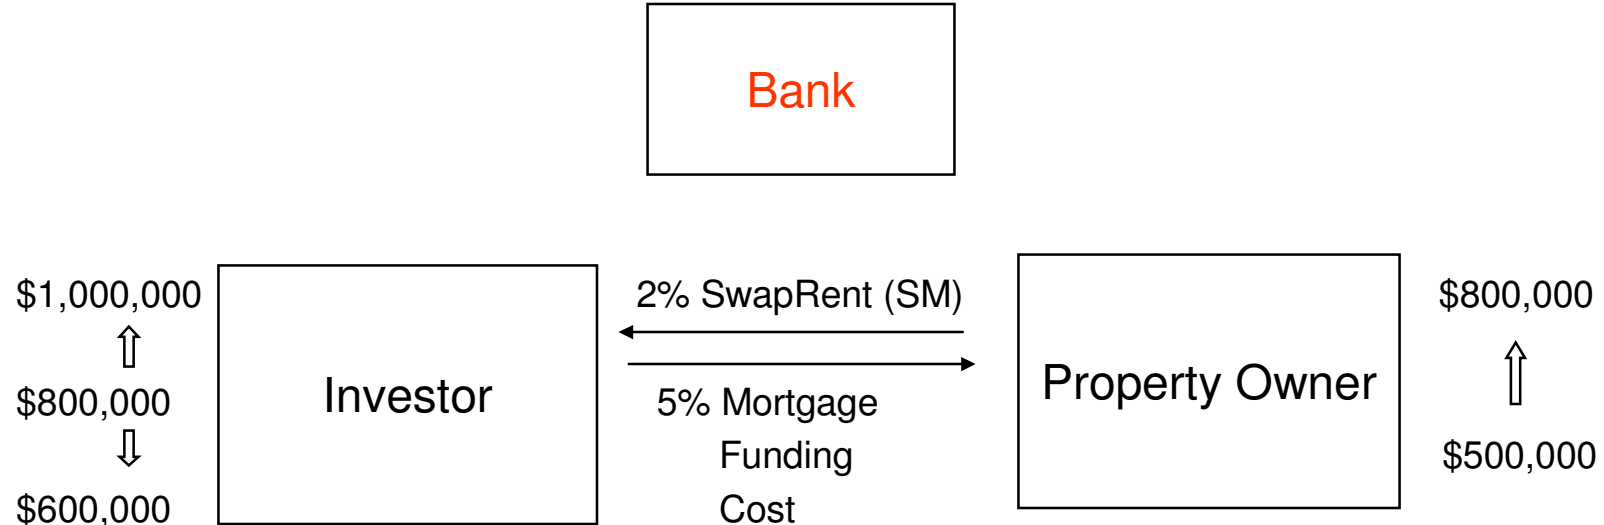 Bank
$1,000,000
2% SwapRent (SM)
$800,000
$800,000
Investor
5% Mortgage
Funding
Cost
Property Owner
$500,000
$600,000